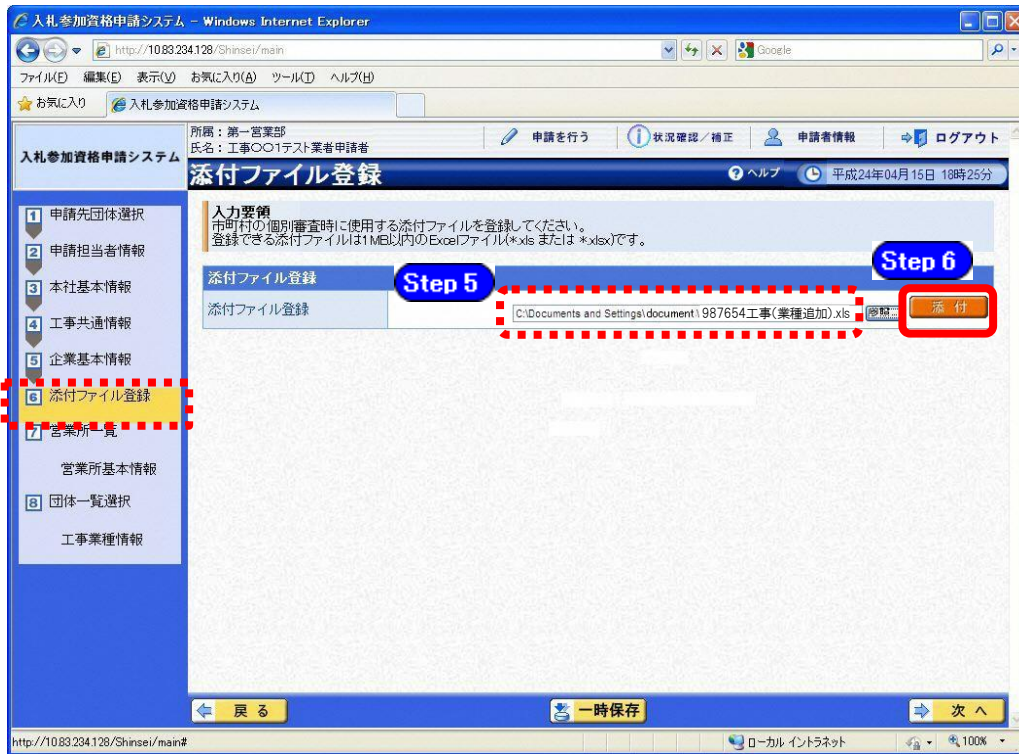 入札参加資格申請システム - Windows Internet Explorer
http://10.83.234.128/Shinsei/main
Google
ファイル(F) 編集(E) 表示(V) お気に入り(A) ツール(T) ヘルプ(H)
お気に入り
入札参加資格申請システム
入札参加資格申請システム
所属：第一営業部
氏名：工事〇〇1テスト業者申請者
申請を行う
状況確認／補正
申請者情報
ログアウト
添付ファイル登録
ヘルプ
平成24年04月15日 18時25分
1 申請先団体選択
2 申請担当者情報
3 本社基本情報
4 工事共通情報
5 企業基本情報
6 添付ファイル登録
7 営業所一覧
営業所基本情報
8 団体一覧選択
工事業種情報
入力要領
市町村の個別審査時に使用する添付ファイルを登録してください。
登録できる添付ファイルは1MB以内のExcelファイル(*.xls または *.xlsx)です。
添付ファイル登録
Step 5
Step 6
添付ファイル登録
C:\Documents and Settings\document\987654工事(業種追加).xls
参照...
添 付
戻 る
一時保存
次 へ
http://10.83.234.128/Shinsei/main#
ローカル イントラネット
100%